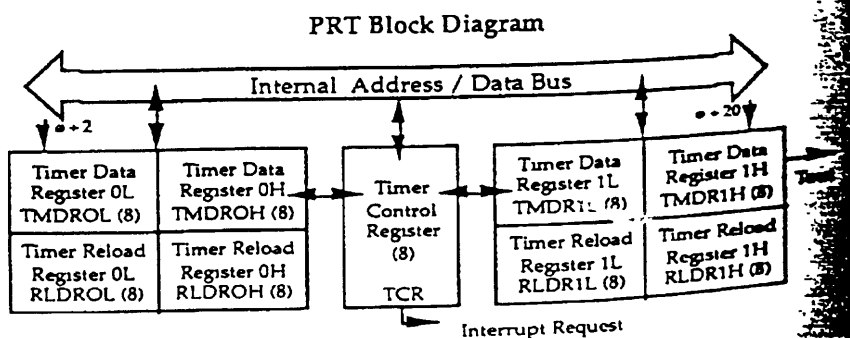 PRT Block Diagram
Internal Address / Data Bus
ø ÷ 2
ø ÷ 20
Timer Data
Register 0L
TMDROL (8)
Timer Data
Register 0H
TMDROH (8)
Timer Reload
Register 0L
RLDROL (8)
Timer Reload
Register 0H
RLDROH (8)
Timer
Control
Register
(8)
TCR
Timer Data
Register 1L
TMDR1L (8)
Timer Data
Register 1H
TMDR1H (8)
Timer Reload
Register 1L
RLDR1L (8)
Timer Reload
Register 1H
RLDR1H (8)
Interrupt Request